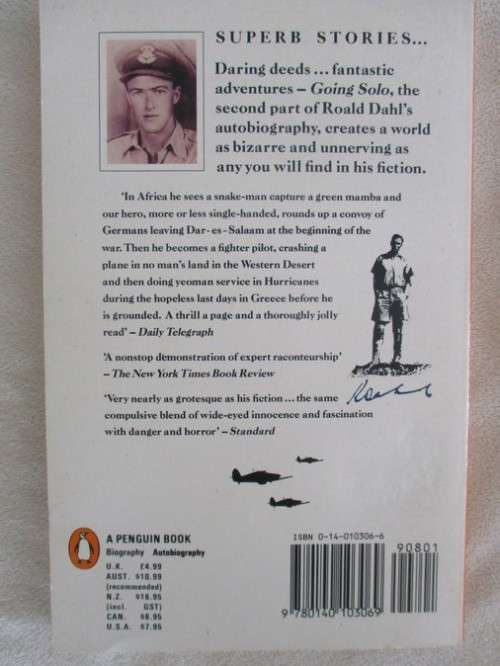 SUPERB STORIES...
Daring deeds ... fantastic
adventures – Going Solo, the
second part of Roald Dahl's
autobiography, creates a world
as bizarre and unnerving as
any you will find in his fiction.
'In Africa he sees a snake-man capture a green mamba and
our hero, more or less single-handed, rounds up a convoy of
Germans leaving Dar-es-Salaam at the beginning of the
war. Then he becomes a fighter pilot, crashing a
plane in no man's land in the Western Desert
and then doing yeoman service in Hurricanes
during the hopeless last days in Greece before he
is grounded. A thrill a page and a thoroughly jolly
read' – Daily Telegraph
'A nonstop demonstration of expert raconteurship'
– The New York Times Book Review
'Very nearly as grotesque as his fiction ... the same
compulsive blend of wide-eyed innocence and fascination
with danger and horror' – Standard
A PENGUIN BOOK
Biography Autobiography
U.K. £4.99
AUST. $10.99
(recommended)
N.Z. $16.95
(incl. GST)
CAN. $8.95
U.S.A. $7.95
ISBN 0-14-010306-6
90801
9 780140 103069